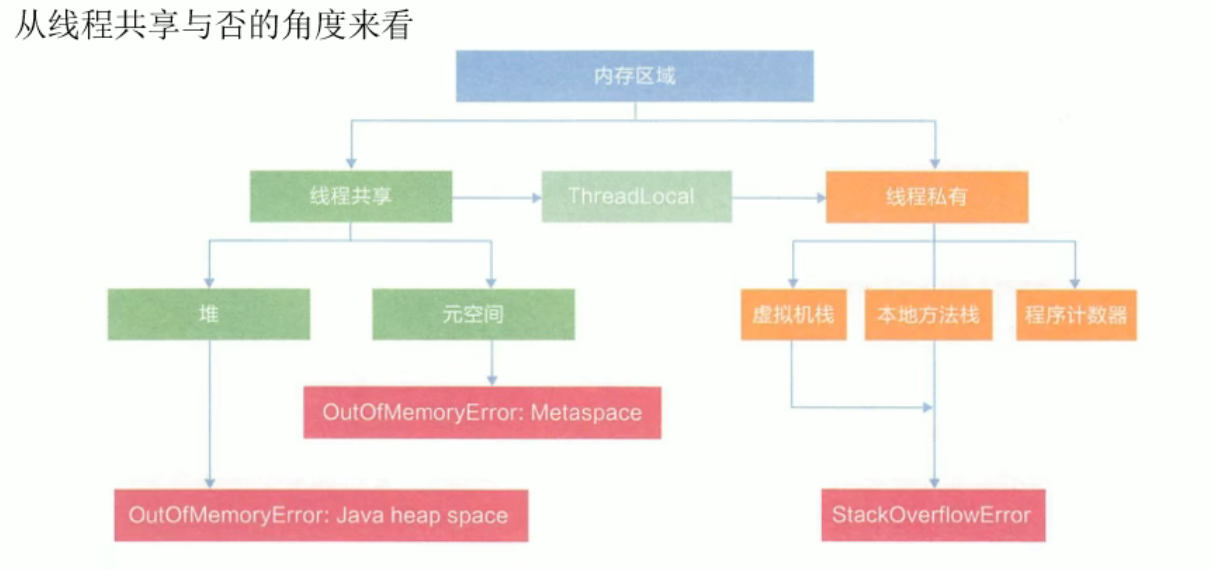 从线程共享与否的角度来看
内存区域
线程共享
ThreadLocal
线程私有
堆
元空间
虚拟机栈
本地方法栈
程序计数器
OutOfMemoryError: Metaspace
OutOfMemoryError: Java heap space
StackOverflowError